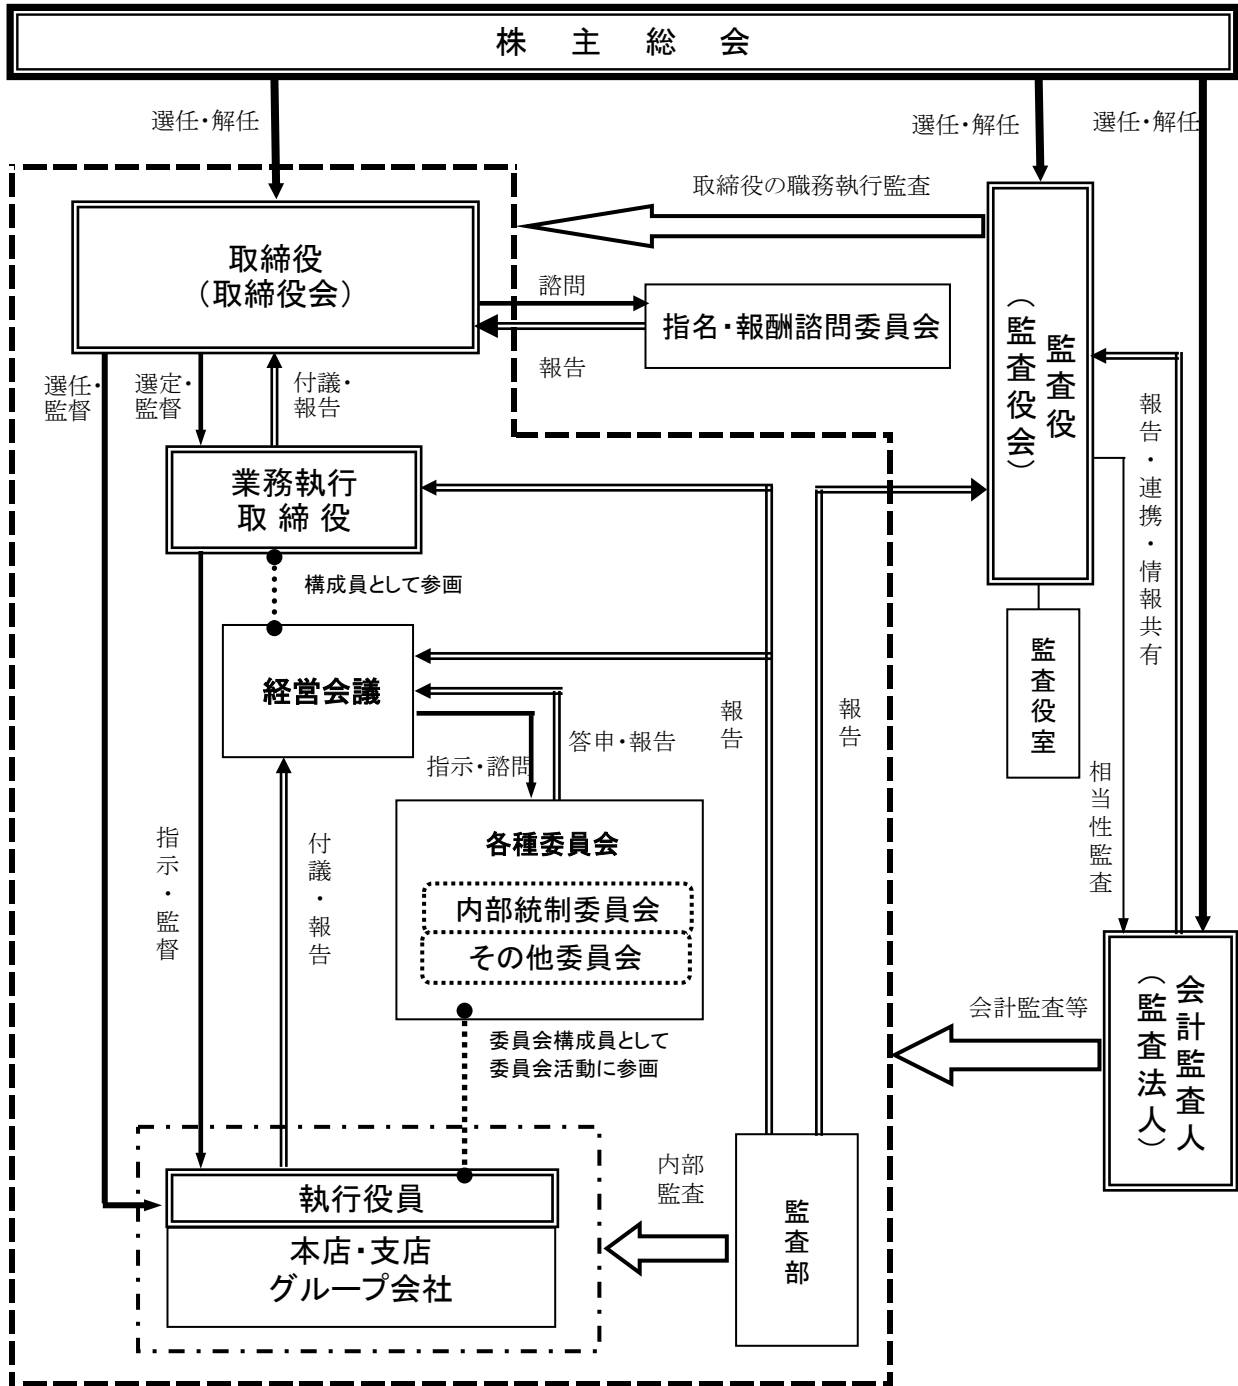 株主総会
選任・解任
選任・解任
選任・解任
取締役の職務執行監査
取締役
（取締役会）
諮問
指名・報酬諮問委員会
報告
監査役
（監査役会）
選任・
監督
選定・
監督
付議・
報告
報告・連携・情報共有
業務執行
取締役
構成員として参画
監査役室
経営会議
報告
報告
答申・報告
指示・諮問
相当性監査
各種委員会
指示・監督
付議・報告
内部統制委員会
その他委員会
会計監査人
（監査法人）
会計監査等
委員会構成員として
委員会活動に参画
内部
監査
執行役員
監査部
本店・支店
グループ会社